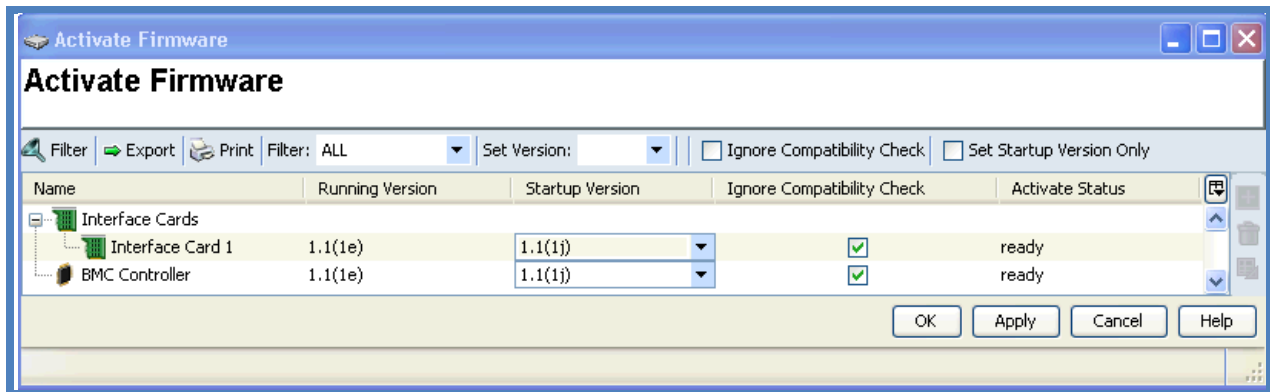 Activate Firmware
Activate Firmware
Filter Export Print Filter: ALL Set Version: Ignore Compatibility Check Set Startup Version Only
Name Running Version Startup Version Ignore Compatibility Check Activate Status
Interface Cards
Interface Card 1 1.1(1e) 1.1(1j) ready
BMC Controller 1.1(1e) 1.1(1j) ready
OK Apply Cancel Help